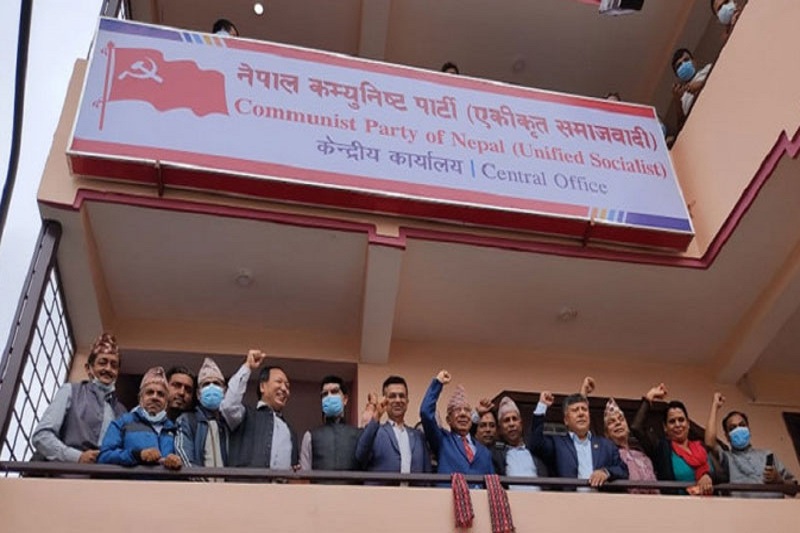 नेपाल कम्युनिष्ट पार्टी (एकीकृत समाजवादी)
Communist Party of Nepal (Unified Socialist)
केन्द्रीय कार्यालय | Central Office